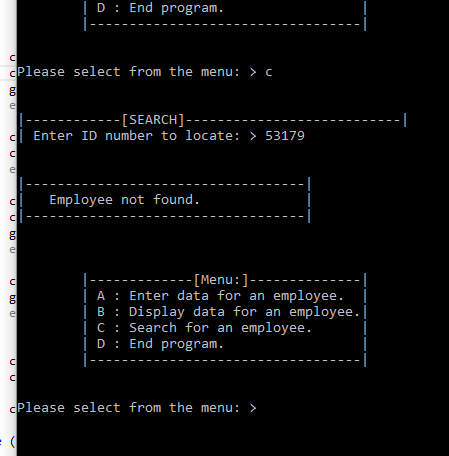 | D : End program. |
|----------------------------------|
Please select from the menu: > c
|------------[SEARCH]---------------------------|
| Enter ID number to locate: > 53179
|-----------------------------------|
| Employee not found. |
|-----------------------------------|
|-------------[Menu:]--------------|
| A : Enter data for an employee. |
| B : Display data for an employee.|
| C : Search for an employee. |
| D : End program. |
|----------------------------------|
Please select from the menu: >